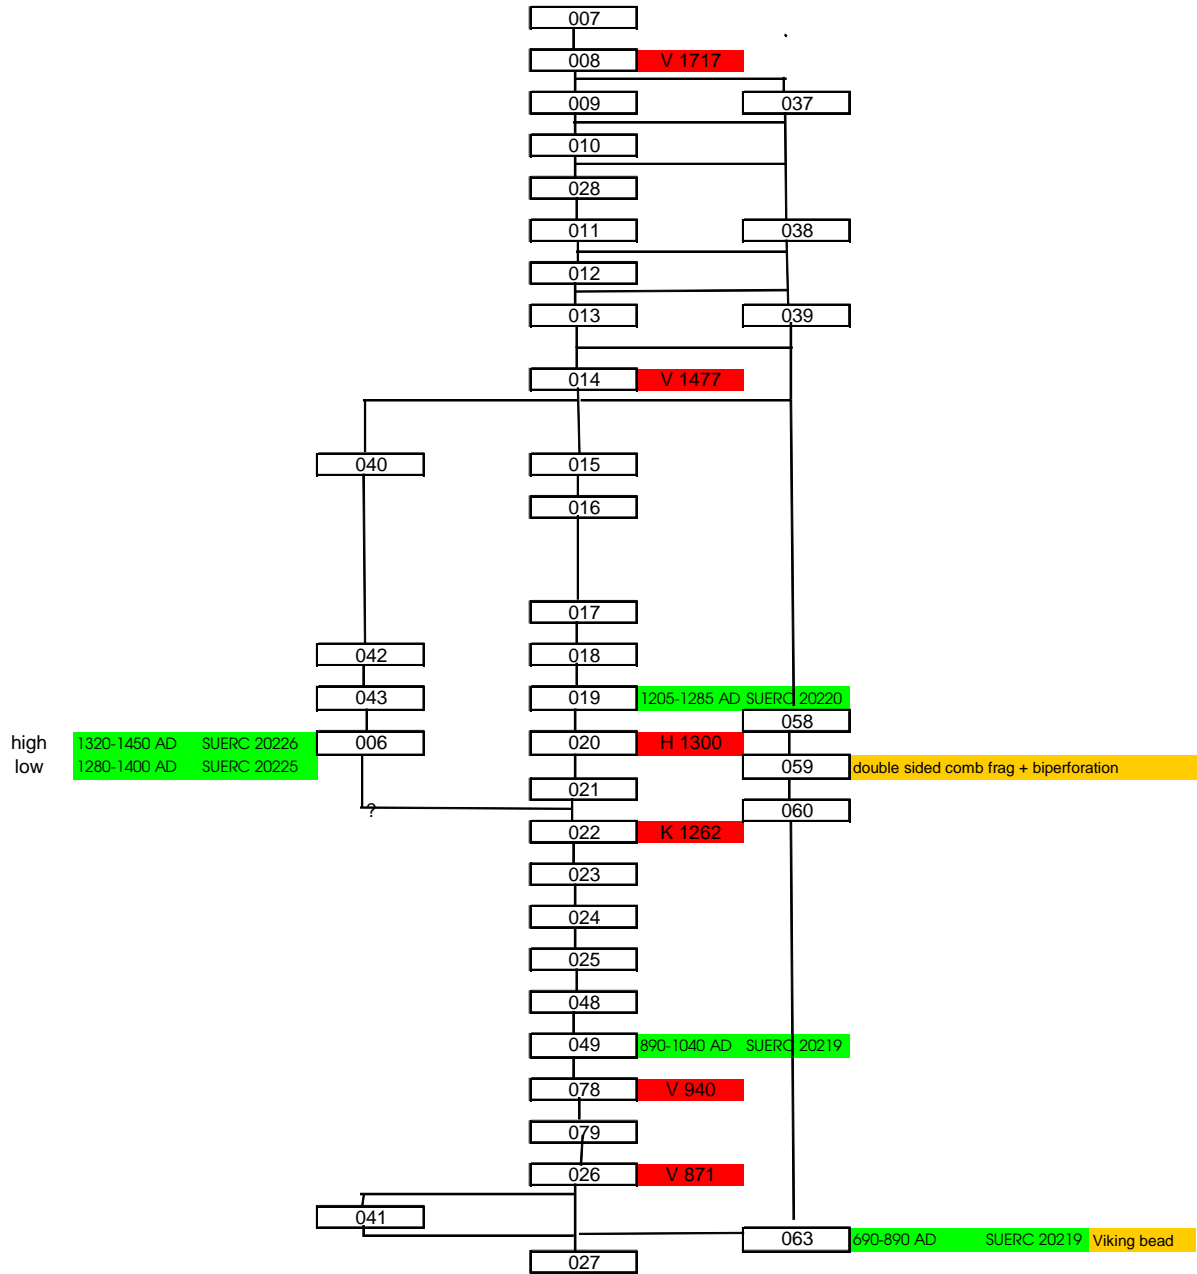 007
008 V 1717
009 037
010
028
011 038
012
013 039
014 V 1477
040 015
016
017
042 018
043 019 1205-1285 AD SUERC 20220
058
high 1320-1450 AD SUERC 20226 006 020 H 1300
low 1280-1400 AD SUERC 20225 059 double sided comb frag + biperforation
021
? 060
022 K 1262
023
024
025
048
049 890-1040 AD SUERC 20219
078 V 940
079
026 V 871
041
063 690-890 AD SUERC 20219 Viking bead
027